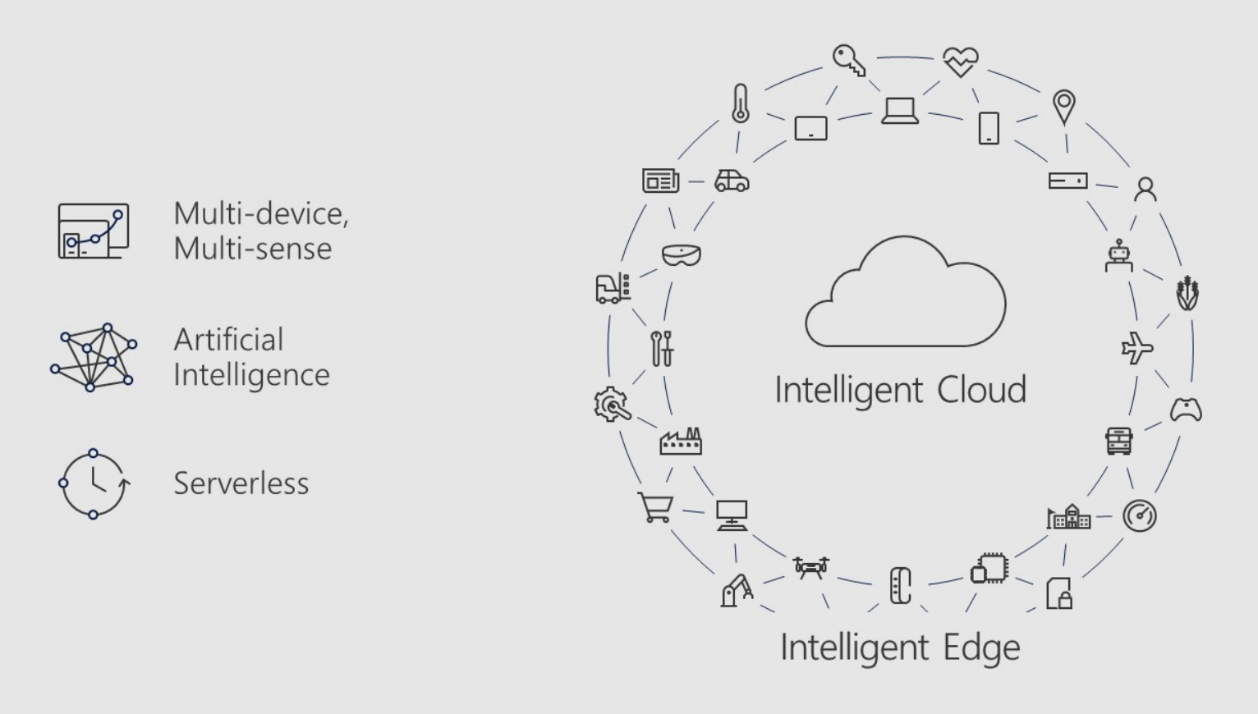 Multi-device,
Multi-sense
Artificial
Intelligence
Serverless
Intelligent Cloud
Intelligent Edge